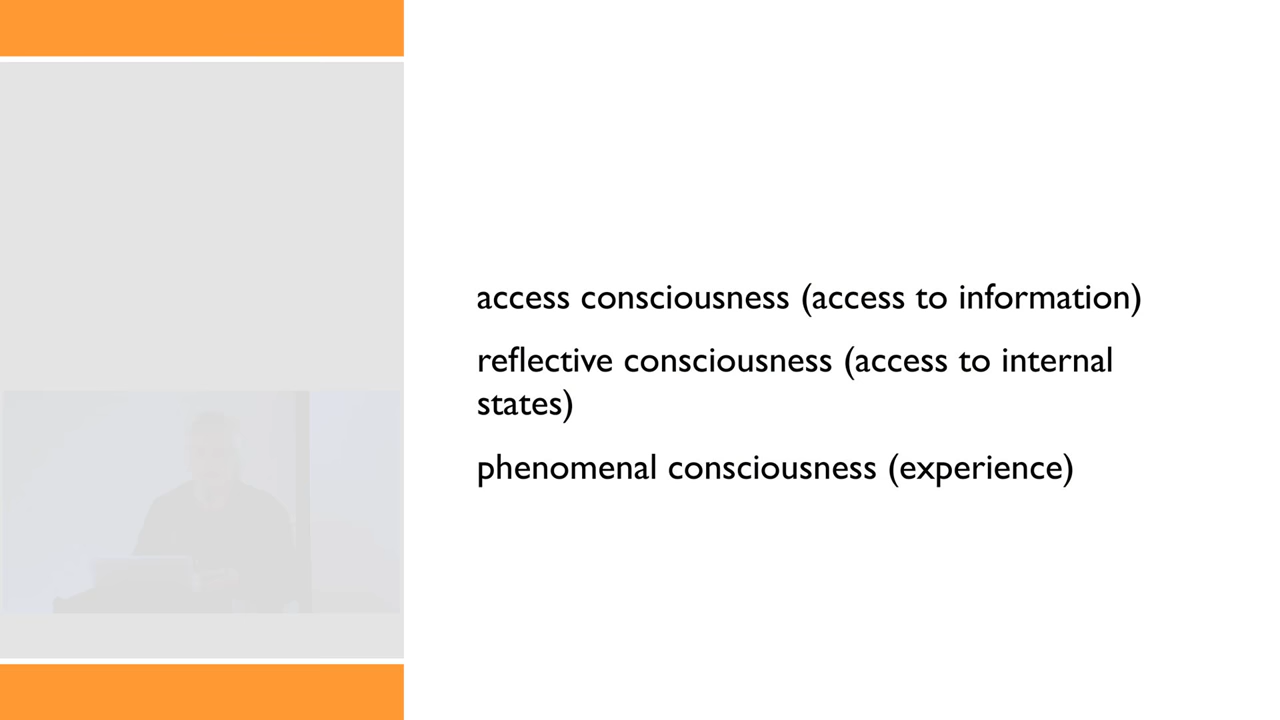 access consciousness (access to information)
reflective consciousness (access to internal
states)
phenomenal consciousness (experience)